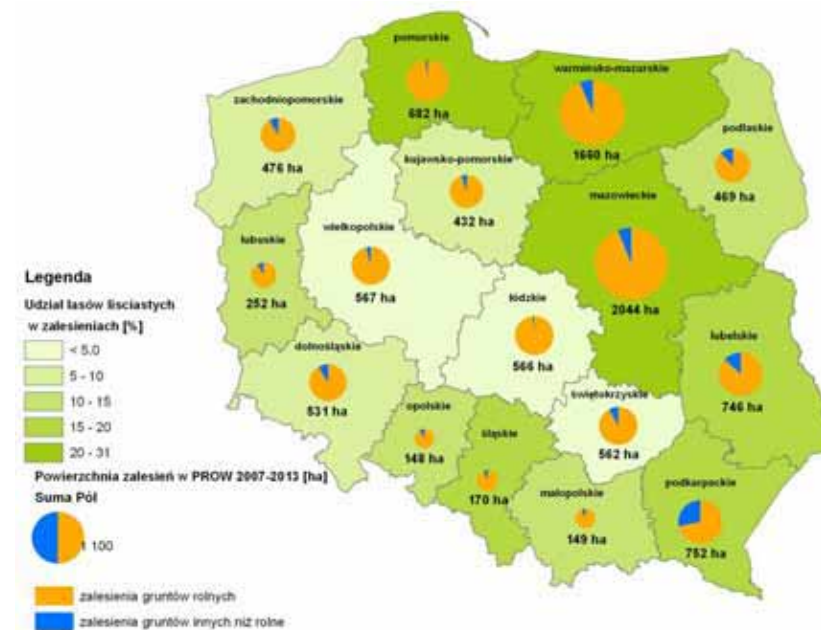 pomorskie
682 ha
warmińsko-mazurskie
1660 ha
zachodniopomorskie
476 ha
podlaskie
469 ha
kujawsko-pomorskie
432 ha
mazowieckie
2044 ha
wielkopolskie
567 ha
lubuskie
252 ha
łódzkie
566 ha
lubelskie
746 ha
dolnośląskie
531 ha
opolskie
148 ha
śląskie
170 ha
świętokrzyskie
562 ha
małopolskie
149 ha
podkarpackie
752 ha
Legenda
Udział lasów liściastych
w zalesieniach [%]
< 5.0
5 - 10
10 - 15
15 - 20
20 - 31
Powierzchnia zalesień w PROW 2007-2013 [ha]
Suma Pól
1 100
zalesienia gruntów rolnych
zalesienia gruntów innych niż rolne